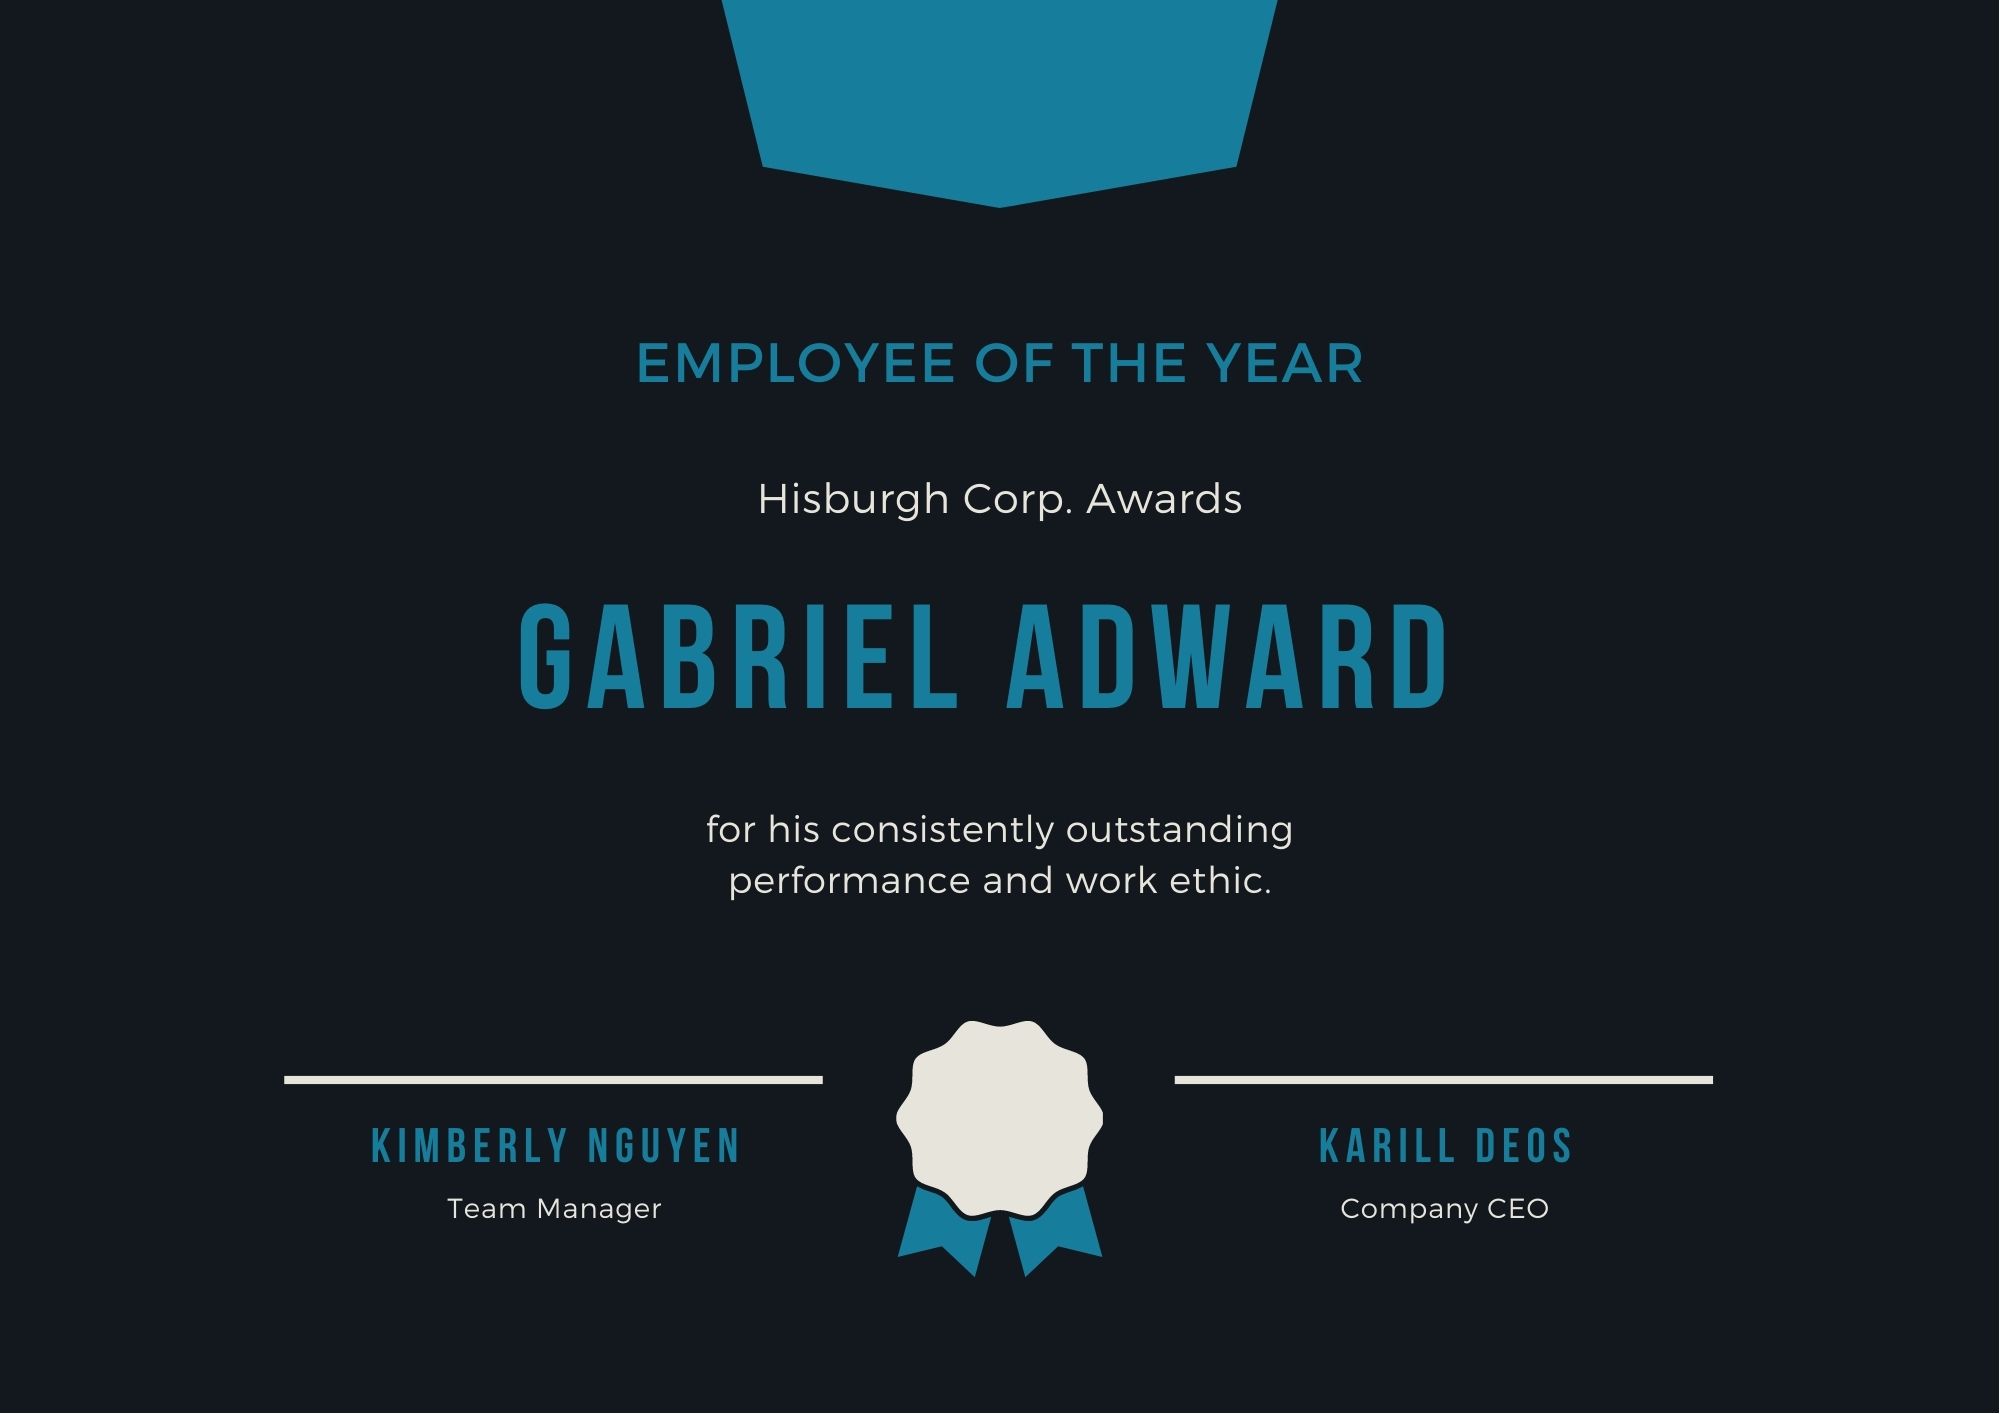 EMPLOYEE OF THE YEAR
Hisburgh Corp. Awards
GABRIEL ADWARD
for his consistently outstanding
performance and work ethic.
KIMBERLY NGUYEN
Team Manager
KARILL DEOS
Company CEO